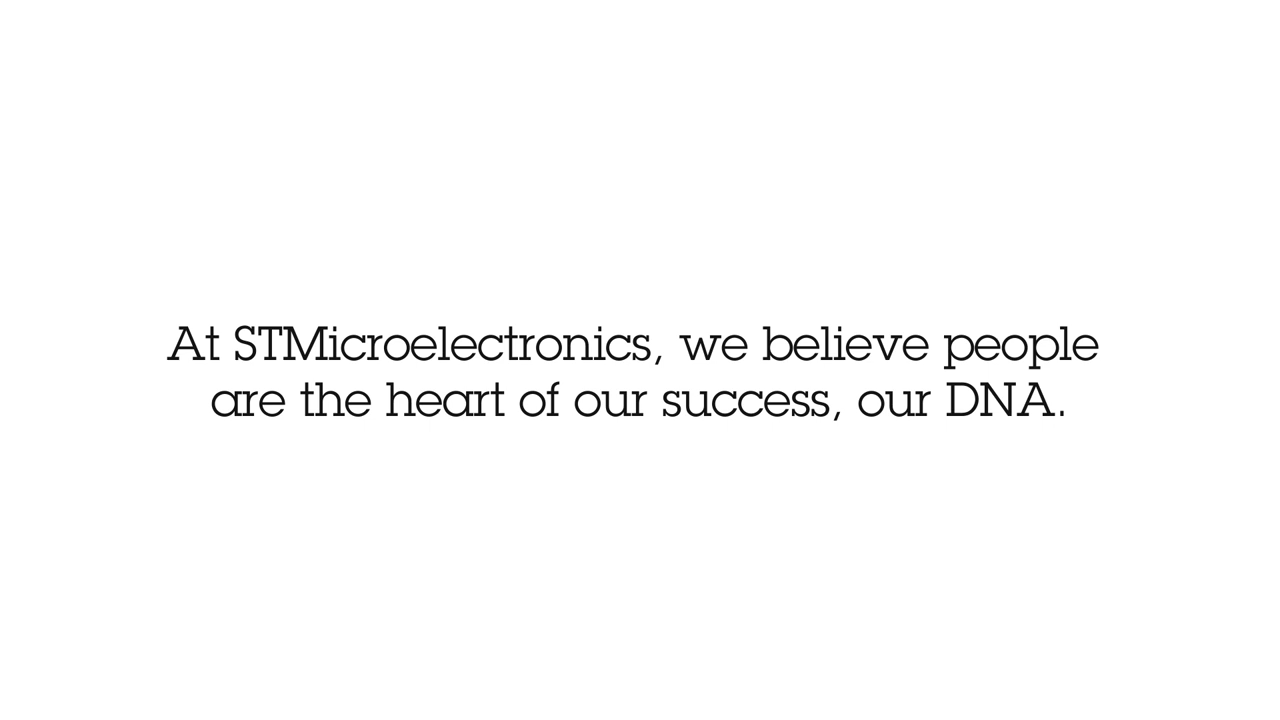 At STMicroelectronics, we believe people
are the heart of our success, our DNA.